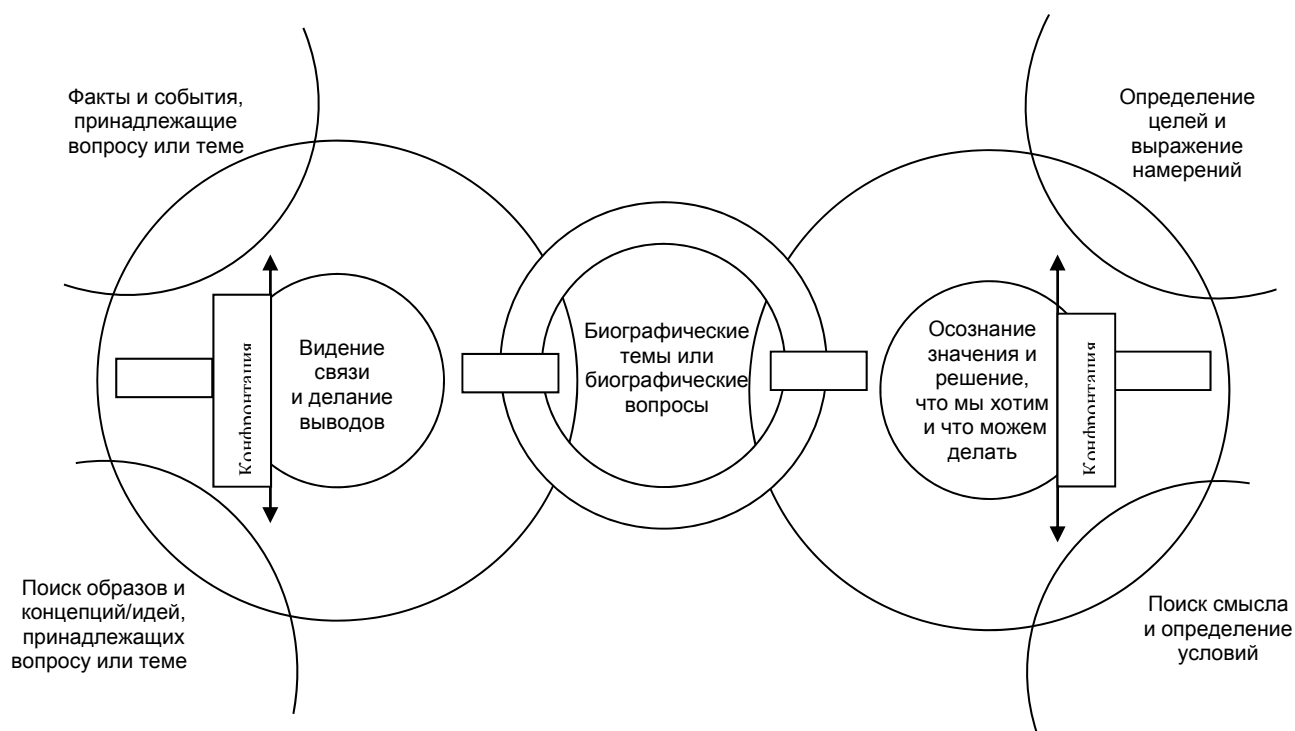 Факты и события,
принадлежащие
вопросу или теме
Определение
целей и
выражение
намерений
Конфронтация
Видение
связи
и делание
выводов
Биографические
темы или
биографические
вопросы
Осознание
значения и
решение,
что мы хотим
и что можем
делать
Конфронтация
Поиск образов и
концепций/идей,
принадлежащих
вопросу или теме
Поиск смысла
и определение
условий